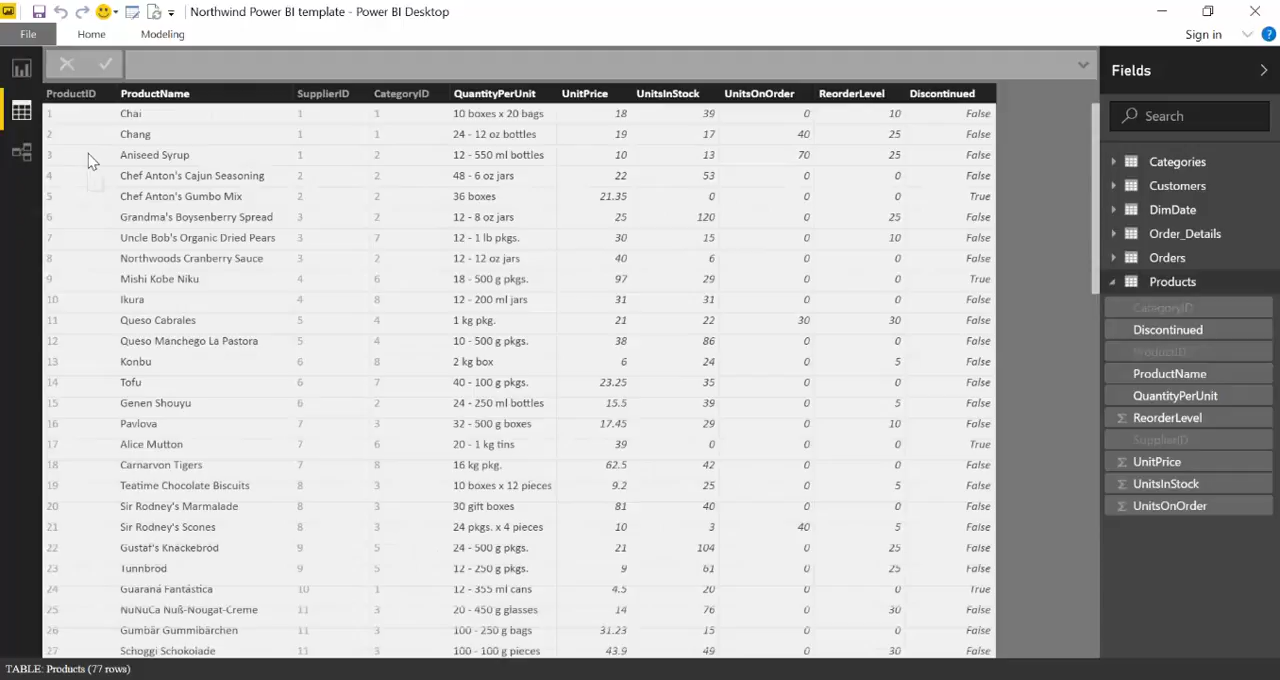 Northwind Power BI template - Power BI Desktop
File Home Modeling Sign in ?
Fields
Search
ProductID ProductName SupplierID CategoryID QuantityPerUnit UnitPrice UnitsInStock UnitsOnOrder ReorderLevel Discontinued
1 Chai 1 1 10 boxes x 20 bags 18 39 0 10 False
2 Chang 1 1 24 - 12 oz bottles 19 17 40 25 False
3 Aniseed Syrup 1 2 12 - 550 ml bottles 10 13 70 25 False
4 Chef Anton's Cajun Seasoning 2 2 48 - 6 oz jars 22 53 0 0 False
5 Chef Anton's Gumbo Mix 2 2 36 boxes 21.35 0 0 0 True
6 Grandma's Boysenberry Spread 3 2 12 - 8 oz jars 25 120 0 25 False
7 Uncle Bob's Organic Dried Pears 3 7 12 - 1 lb pkgs. 30 15 0 10 False
8 Northwoods Cranberry Sauce 3 2 12 - 12 oz jars 40 6 0 0 False
9 Mishi Kobe Niku 4 6 18 - 500 g pkgs. 97 29 0 0 True
10 Ikura 4 8 12 - 200 ml jars 31 31 0 0 False
11 Queso Cabrales 5 4 1 kg pkg. 21 22 30 30 False
12 Queso Manchego La Pastora 5 4 10 - 500 g pkgs. 38 86 0 0 False
13 Konbu 6 8 2 kg box 6 24 0 5 False
14 Tofu 6 7 40 - 100 g pkgs. 23.25 35 0 0 False
15 Genen Shouyu 6 2 24 - 250 ml bottles 15.5 39 0 5 False
16 Pavlova 7 3 32 - 500 g boxes 17.45 29 0 10 False
17 Alice Mutton 7 6 20 - 1 kg tins 39 0 0 0 True
18 Carnarvon Tigers 7 8 16 kg pkg. 62.5 42 0 0 False
19 Teatime Chocolate Biscuits 8 3 10 boxes x 12 pieces 9.2 25 0 5 False
20 Sir Rodney's Marmalade 8 3 30 gift boxes 81 40 0 0 False
21 Sir Rodney's Scones 8 3 24 pkgs. x 4 pieces 10 3 40 5 False
22 Gustaf's Knäckebröd 9 5 24 - 500 g pkgs. 21 104 0 25 False
23 Tunnbröd 9 5 12 - 250 g pkgs. 9 61 0 25 False
24 Guaraná Fantástica 10 1 12 - 355 ml cans 4.5 20 0 0 True
25 NuNuCa Nuß-Nougat-Creme 11 3 20 - 450 g glasses 14 76 0 30 False
26 Gumbär Gummibärchen 11 3 100 - 250 g bags 31.23 15 0 0 False
27 Schoggi Schokolade 11 3 100 - 100 g pieces 43.9 49 0 30 False
Categories
Customers
DimDate
Order_Details
Orders
Products
CategoryID
Discontinued
ProductID
ProductName
QuantityPerUnit
Σ ReorderLevel
SupplierID
Σ UnitPrice
Σ UnitsInStock
Σ UnitsOnOrder
TABLE: Products (77 rows)